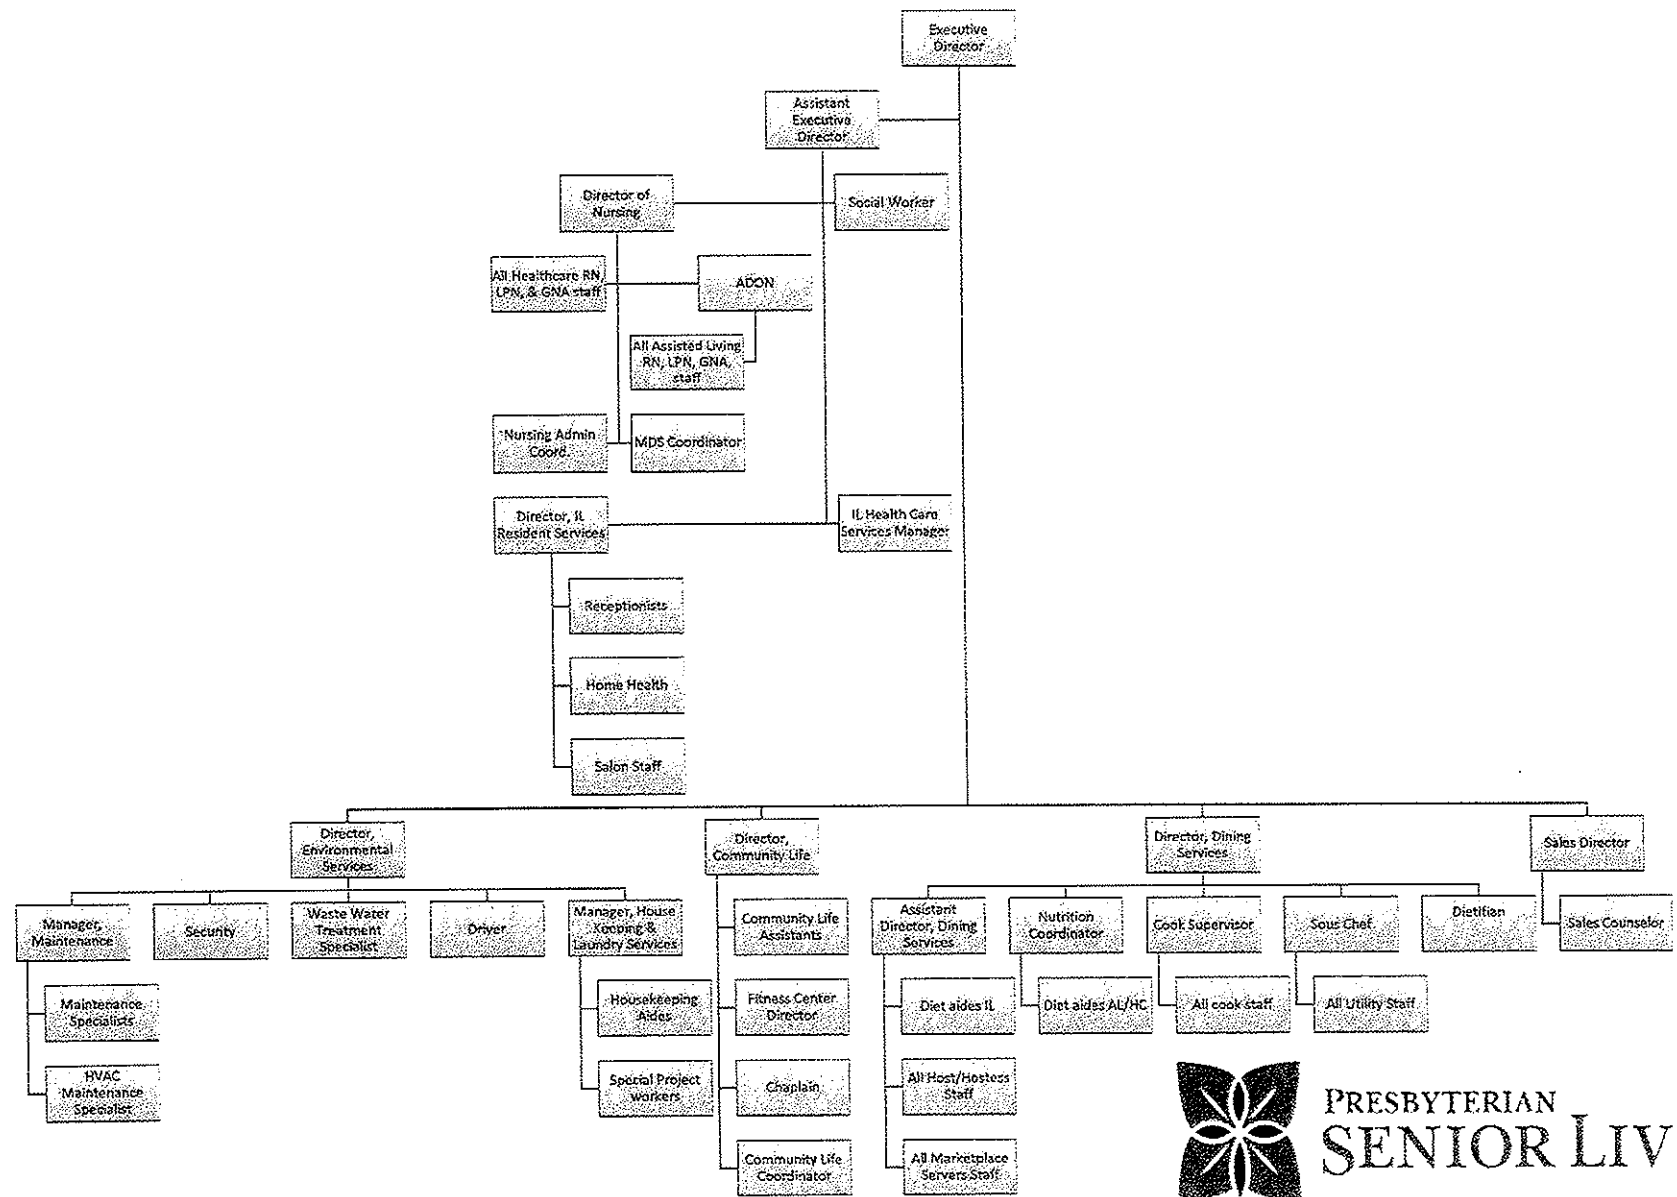 Executive
Director
Assistant
Executive
Director
Director of
Nursing
Social Worker
All Healthcare RN,
LPN, & GNA staff
ADON
All Assisted Living
RN, LPN, GNA,
staff
Nursing Admin
Coord.
MDS Coordinator
Director, IL
Resident Services
IL Health Care
Services Manager
Receptionists
Home Health
Salon Staff
Director,
Environmental
Services
Director,
Community Life
Director, Dining
Services
Sales Director
Manager,
Maintenance
Security
Waste Water
Treatment
Specialist
Driver
Manager, House
Keeping &
Laundry Services
Community Life
Assistants
Assistant
Director, Dining
Services
Nutrition
Coordinator
Cook Supervisor
Sous Chef
Dietitian
Sales Counselor
Maintenance
Specialists
Housekeeping
Aides
Fitness Center
Director
Diet aides IL
Diet aides AL/HC
All cook staff
All Utility Staff
HVAC
Maintenance
Specialist
Special Project
workers
Chaplain
All Host/Hostess
Staff
Community Life
Coordinator
All Marketplace
Servers Staff
PRESBYTERIAN
SENIOR LIV